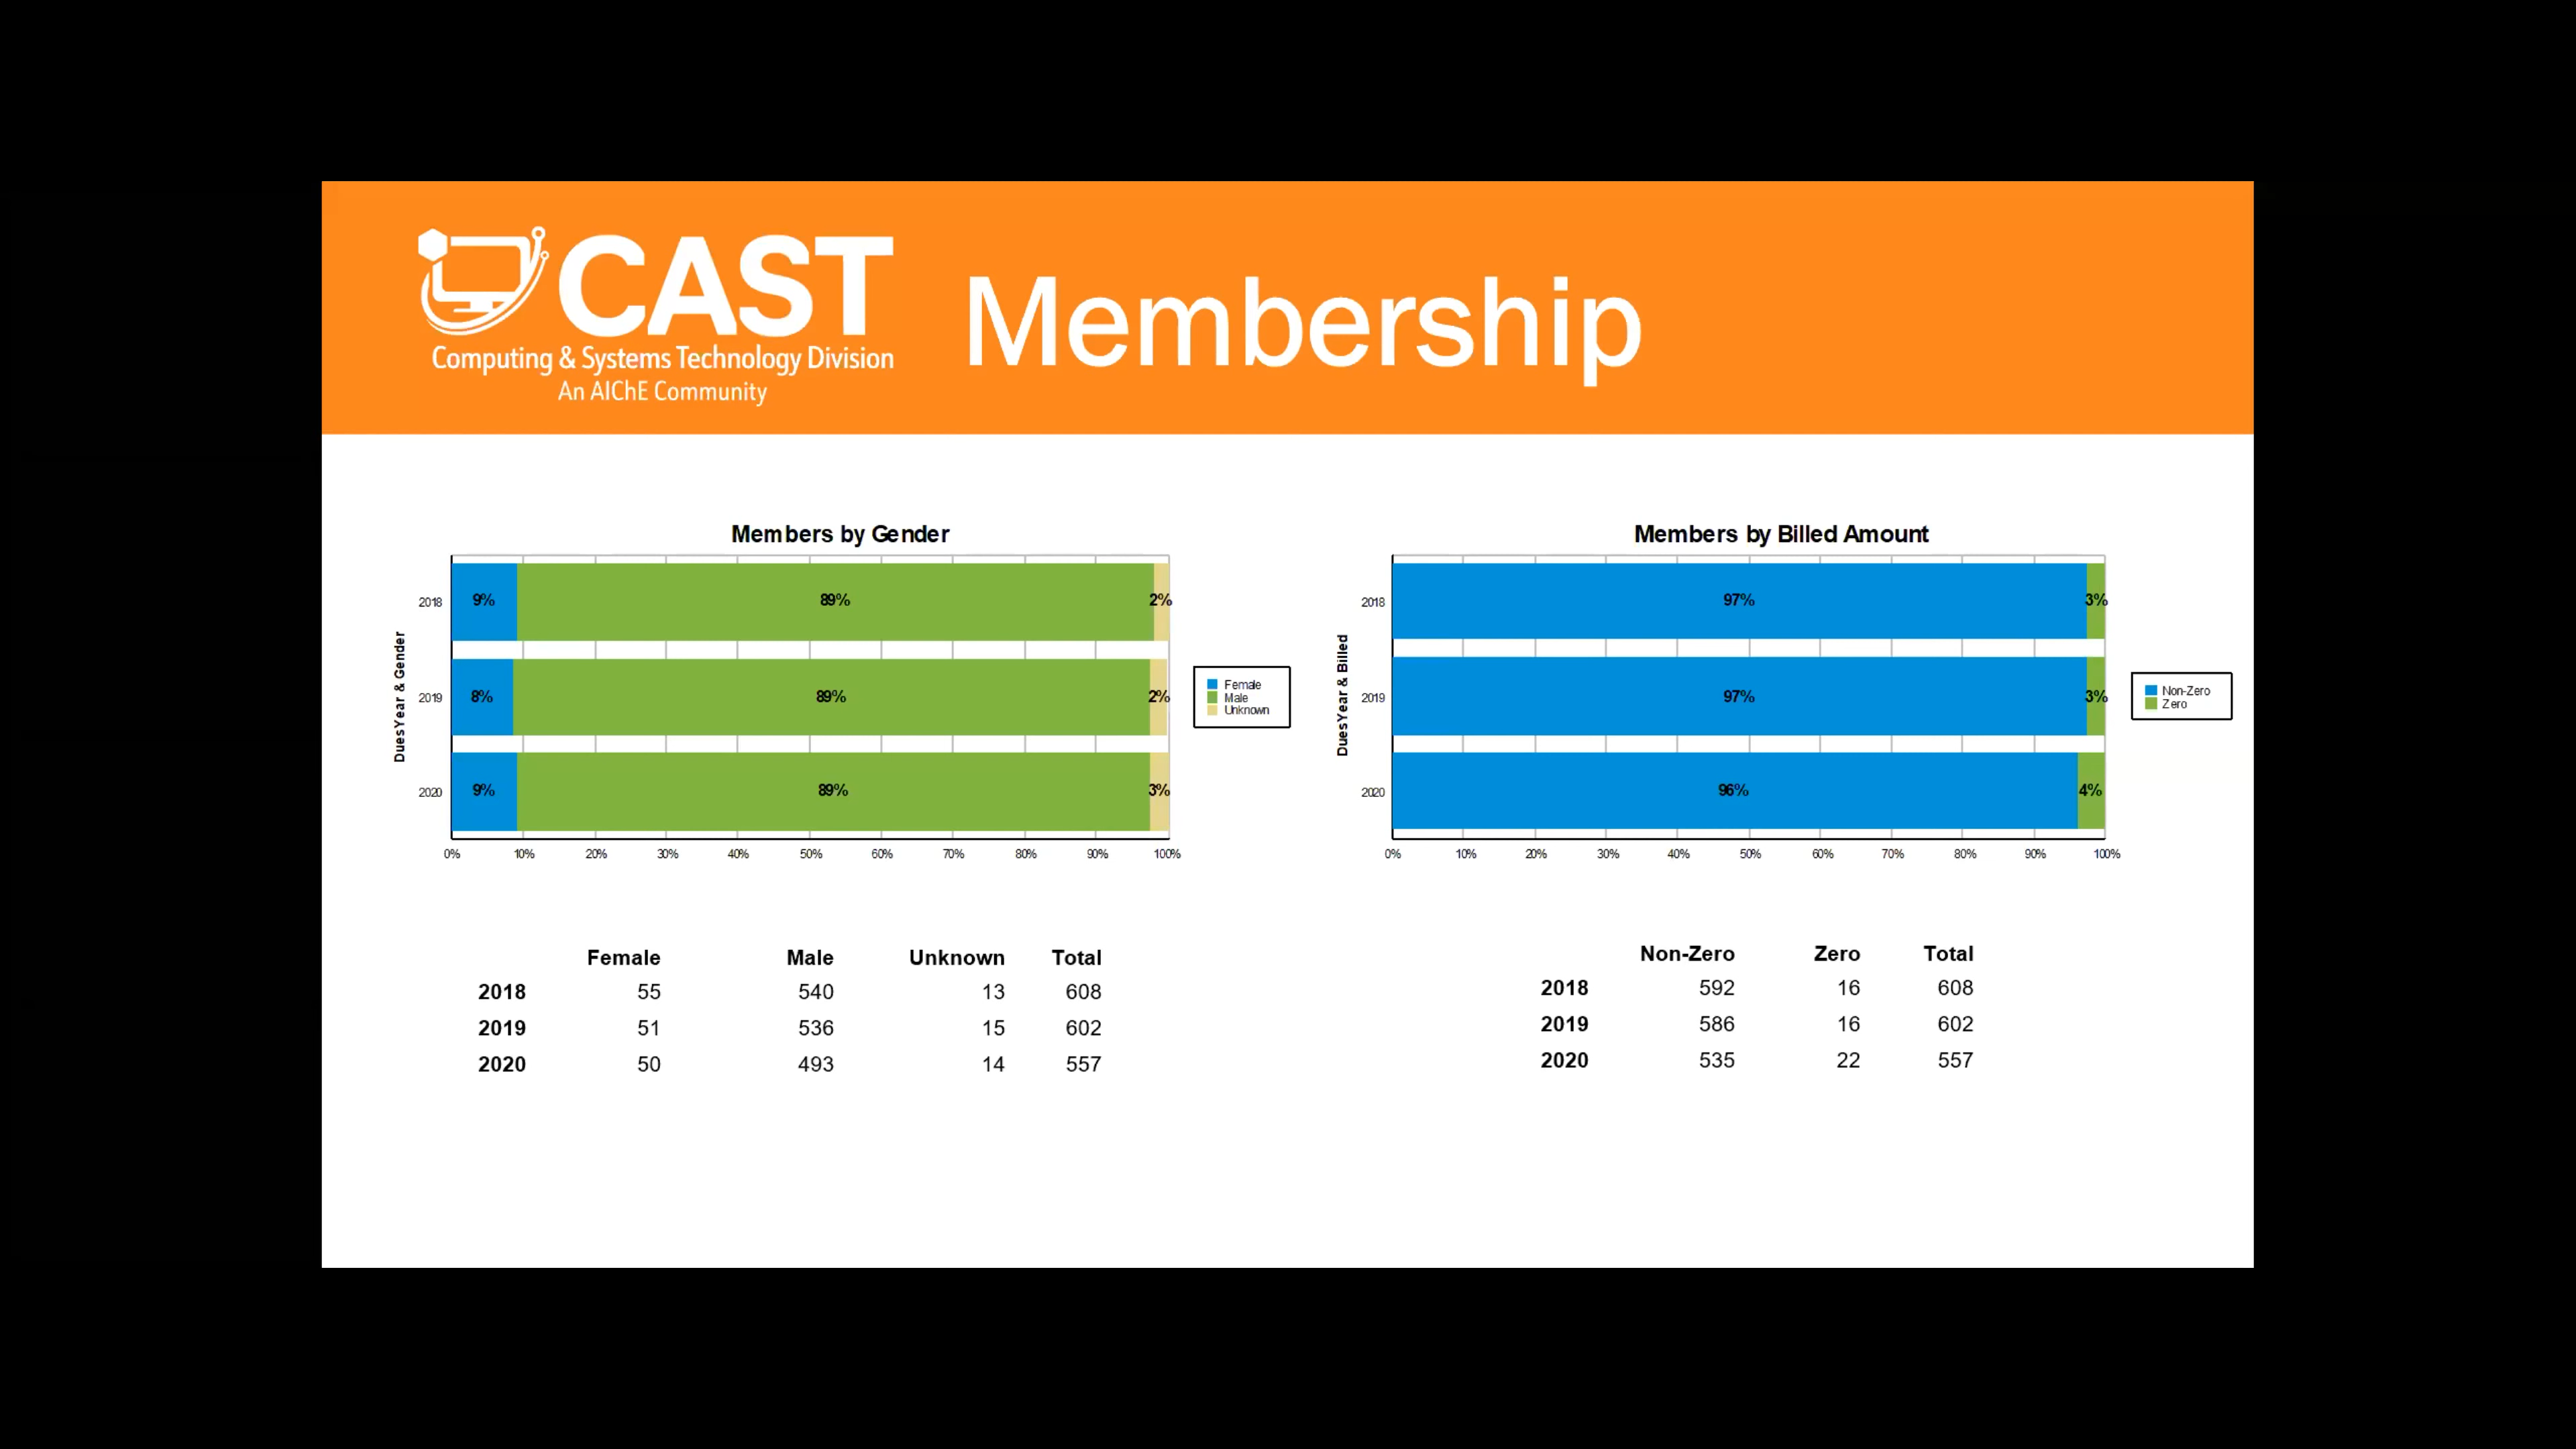 CAST
Computing & Systems Technology Division
An AIChE Community
Membership
Members by Gender
DuesYear & Gender
2018 9% 89% 2%
2019 8% 89% 2%
2020 9% 89% 3%
0% 10% 20% 30% 40% 50% 60% 70% 80% 90% 100%
Female
Male
Unknown
Members by Billed Amount
DuesYear & Billed
2018 97% 3%
2019 97% 3%
2020 96% 4%
0% 10% 20% 30% 40% 50% 60% 70% 80% 90% 100%
Non-Zero
Zero
Female Male Unknown Total
2018 55 540 13 608
2019 51 536 15 602
2020 50 493 14 557
Non-Zero Zero Total
2018 592 16 608
2019 586 16 602
2020 535 22 557